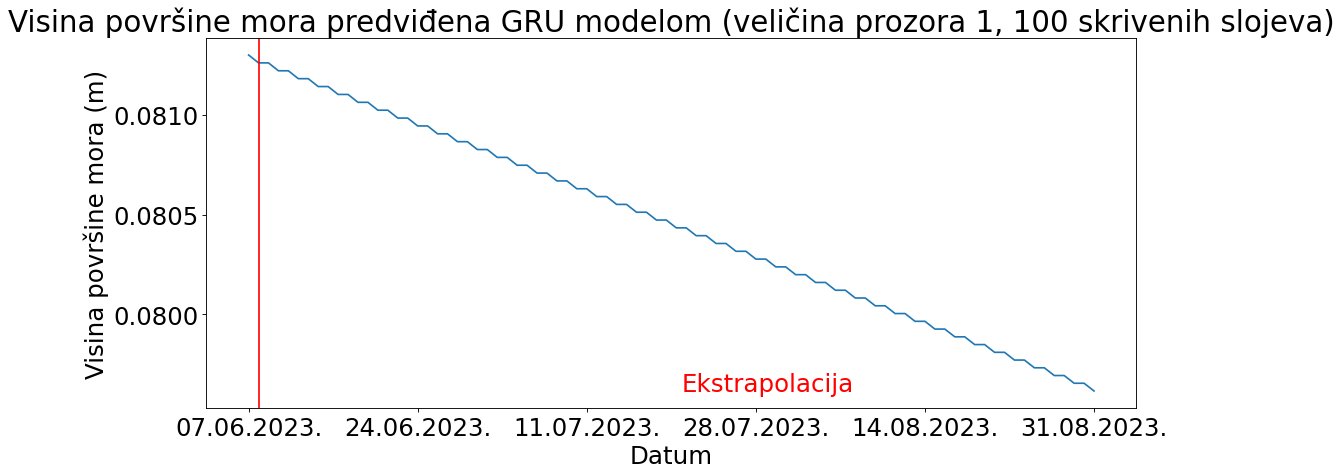 Visina površine mora predviđena GRU modelom (veličina prozora 1, 100 skrivenih slojeva)
Visina površine mora (m)
0.0810
0.0805
0.0800
Ekstrapolacija
07.06.2023. 24.06.2023. 11.07.2023. 28.07.2023. 14.08.2023. 31.08.2023.
Datum